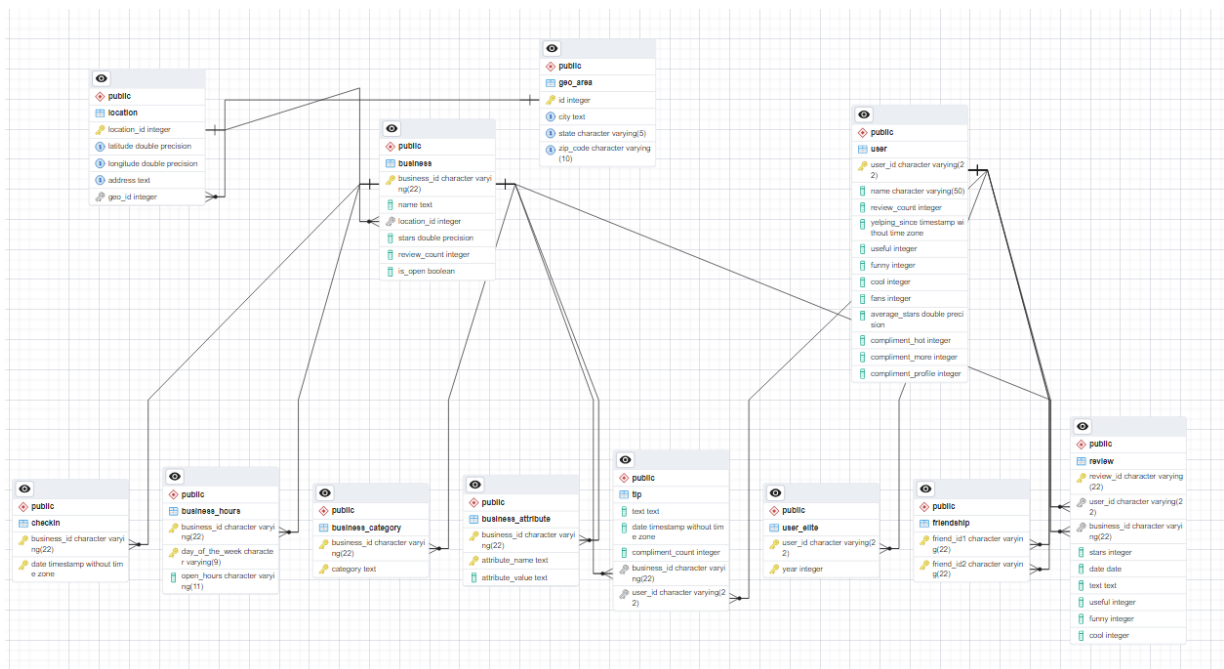 public
location
location_id integer
latitude double precision
longitude double precision
address text
geo_id integer
public
geo_area
id integer
city text
state character varying(5)
zip_code character varying
(10)
public
business
business_id character varyi
ng(22)
name text
location_id integer
stars double precision
review_count integer
is_open boolean
public
user
user_id character varying(2
2)
name character varying(50)
review_count integer
yelping_since timestamp wi
thout time zone
useful integer
funny integer
cool integer
fans integer
average_stars double preci
sion
compliment_hot integer
compliment_more integer
compliment_profile integer
public
checkin
business_id character varyi
ng(22)
date timestamp without tim
e zone
public
business_hours
business_id character varyi
ng(22)
day_of_the_week characte
r varying(9)
open_hours character varyi
ng(11)
public
business_category
business_id character varyi
ng(22)
category text
public
business_attribute
business_id character varyi
ng(22)
attribute_name text
attribute_value text
public
tip
text text
date timestamp without tim
e zone
compliment_count integer
business_id character varyi
ng(22)
user_id character varying(2
2)
public
user_elite
user_id character varying(2
2)
year integer
public
friendship
friend_id1 character varyin
g(22)
friend_id2 character varyin
g(22)
public
review
review_id character varying
(22)
user_id character varying(2
2)
business_id character varyi
ng(22)
stars integer
date date
text text
useful integer
funny integer
cool integer